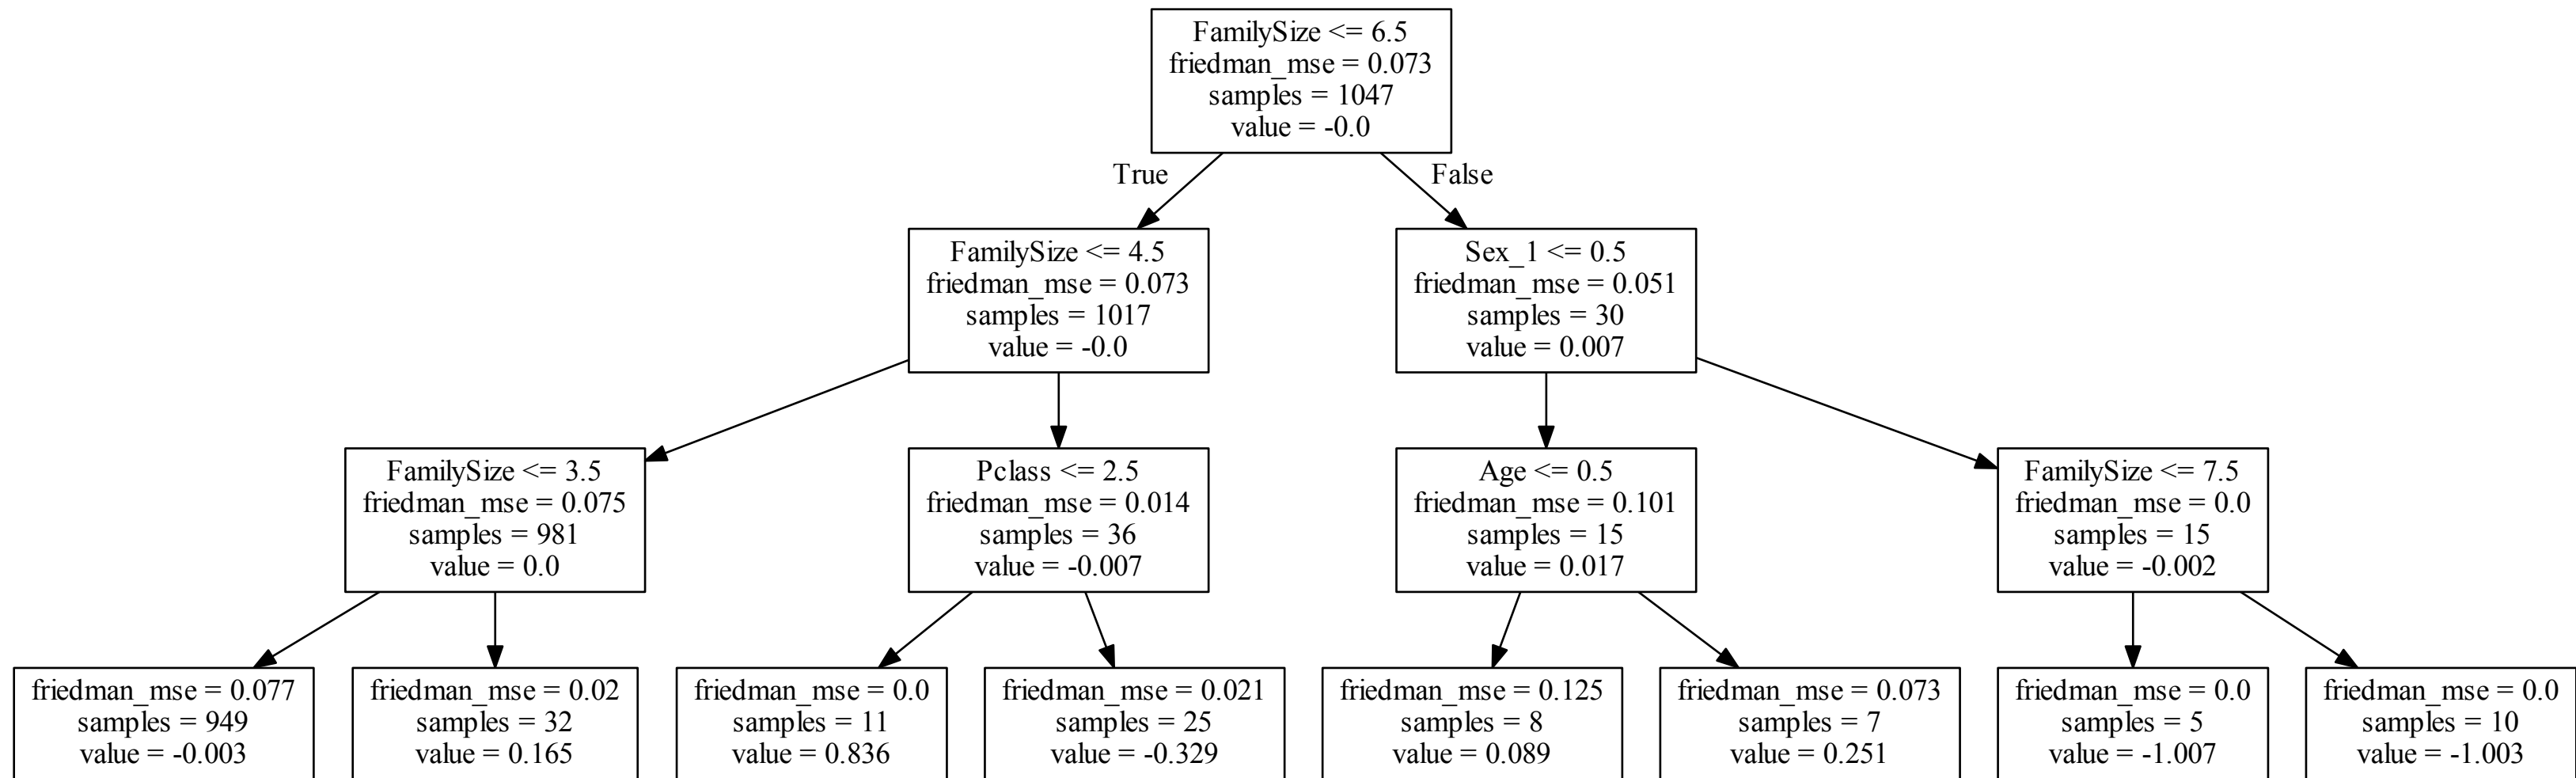 FamilySize <= 6.5
friedman_mse = 0.073
samples = 1047
value = -0.0
True
False
FamilySize <= 4.5
friedman_mse = 0.073
samples = 1017
value = -0.0
Sex_1 <= 0.5
friedman_mse = 0.051
samples = 30
value = 0.007
FamilySize <= 3.5
friedman_mse = 0.075
samples = 981
value = 0.0
Pclass <= 2.5
friedman_mse = 0.014
samples = 36
value = -0.007
Age <= 0.5
friedman_mse = 0.101
samples = 15
value = 0.017
FamilySize <= 7.5
friedman_mse = 0.0
samples = 15
value = -0.002
friedman_mse = 0.077
samples = 949
value = -0.003
friedman_mse = 0.02
samples = 32
value = 0.165
friedman_mse = 0.0
samples = 11
value = 0.836
friedman_mse = 0.021
samples = 25
value = -0.329
friedman_mse = 0.125
samples = 8
value = 0.089
friedman_mse = 0.073
samples = 7
value = 0.251
friedman_mse = 0.0
samples = 5
value = -1.007
friedman_mse = 0.0
samples = 10
value = -1.003